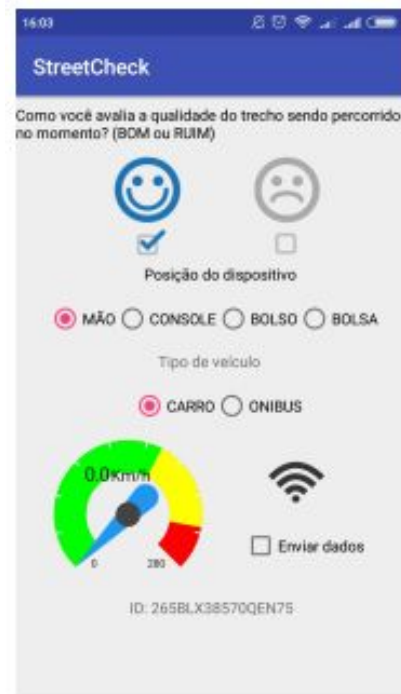 16:03
StreetCheck
Como você avalia a qualidade do trecho sendo percorrido
no momento? (BOM ou RUIM)
Posição do dispositivo
MÃO CONSOLE BOLSO BOLSA
Tipo de veículo
CARRO ONIBUS
0.0Km/h
0 280
Enviar dados
ID: 265BLX38570QEN75